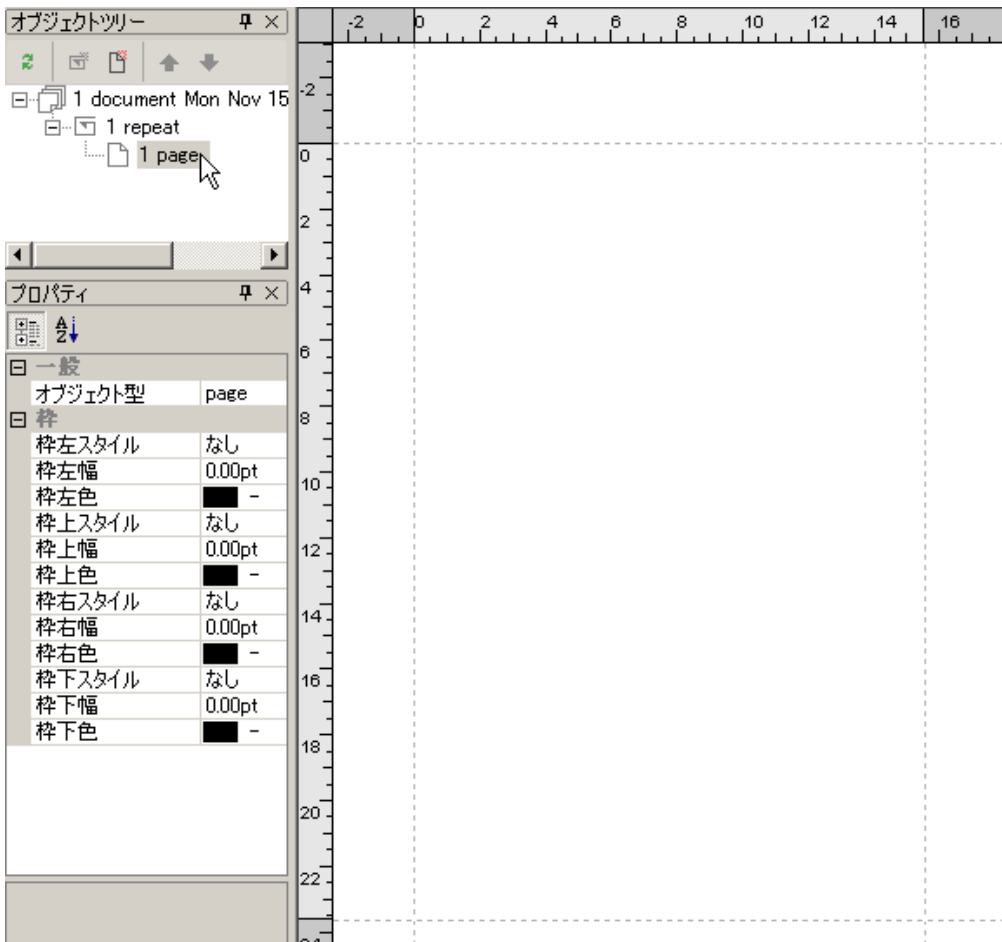 オブジェクトツリー
1 document Mon Nov 15
1 repeat
1 page
プロパティ
一般
オブジェクト型 page
枠
枠左スタイル なし
枠左幅 0.00pt
枠左色 -
枠上スタイル なし
枠上幅 0.00pt
枠上色 -
枠右スタイル なし
枠右幅 0.00pt
枠右色 -
枠下スタイル なし
枠下幅 0.00pt
枠下色 -
-2 0 2 4 6 8 10 12 14 16
-2
0
2
4
6
8
10
12
14
16
18
20
22
24